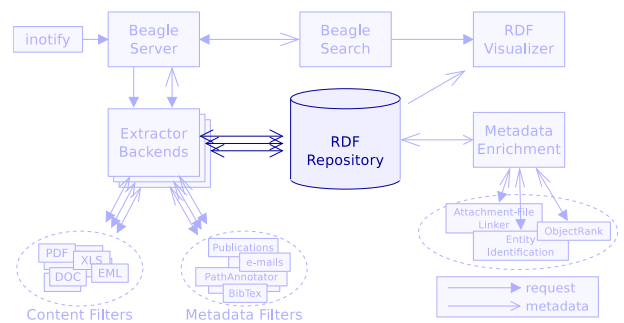 inotify
Beagle
Server
Beagle
Search
RDF
Visualizer
Extractor
Backends
RDF
Repository
Metadata
Enrichment
Attachment-File
Linker
ObjectRank
Entity
Identification
PDF
XLS
DOC
EML
Publications
e-mails
PathAnnotator
BibTex
Content Filters
Metadata Filters
request
metadata